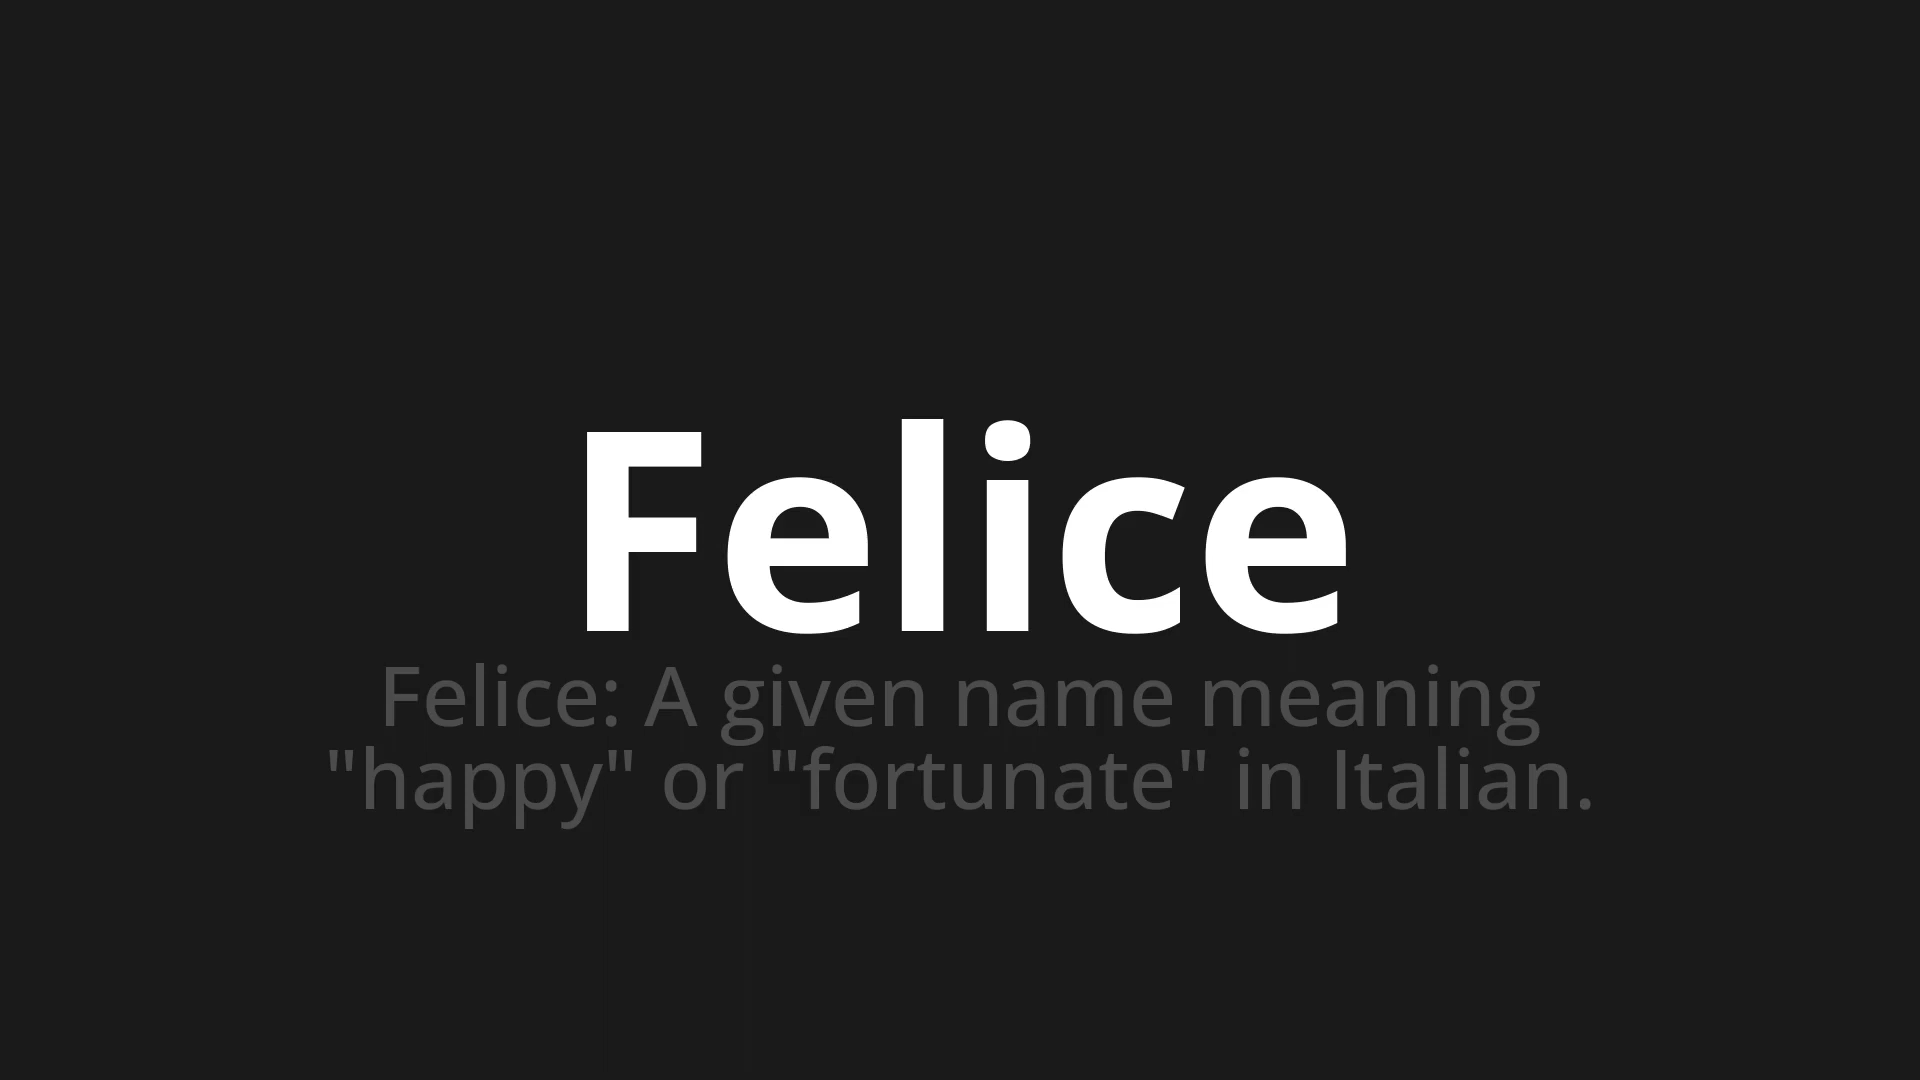 Felice
Felice: A given name meaning
"happy" or "fortunate" in Italian.